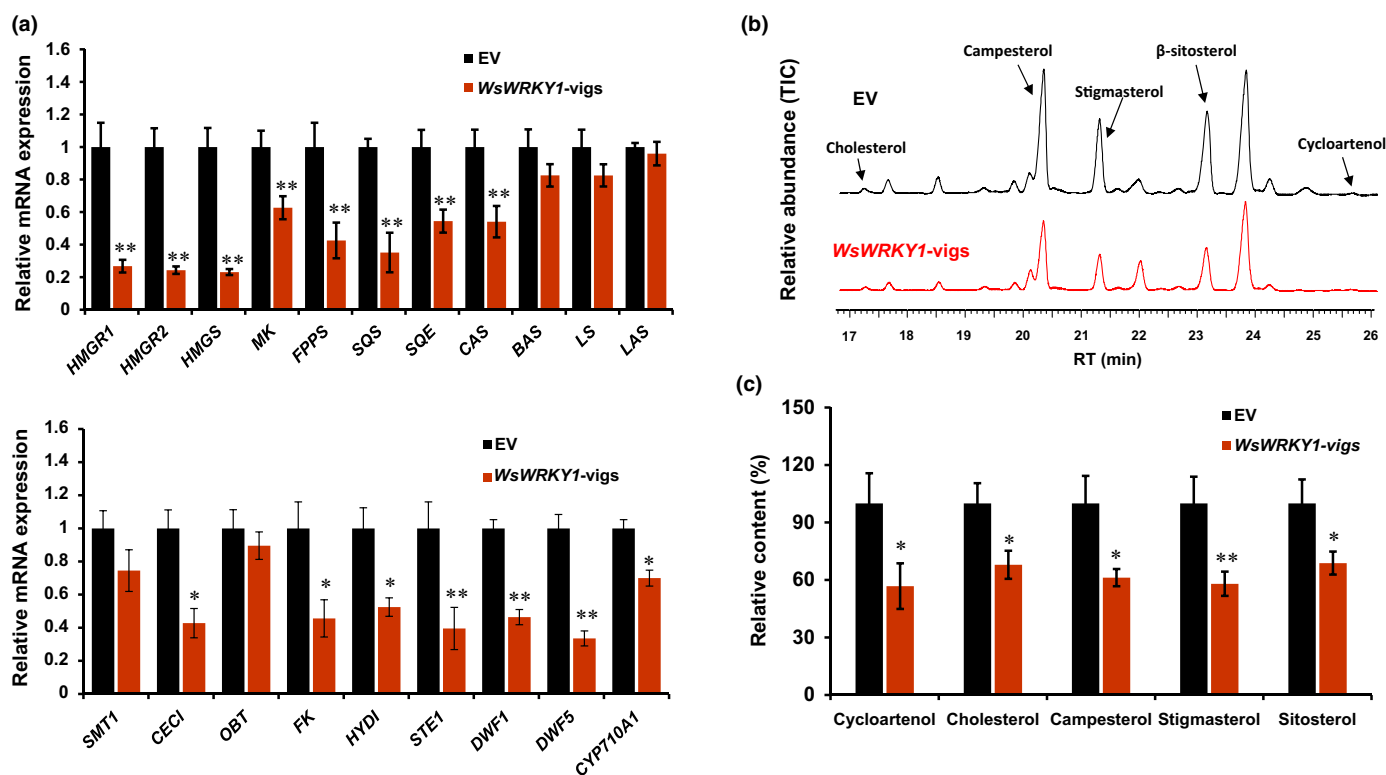 (a)
Relative mRNA expression
1.6
1.4
1.2
1
0.8
0.6
0.4
0.2
0
EV
WsWRKY1-vigs
**
**
**
**
**
**
**
**
HMGR1
HMGR2
HMGS
MK
FPPS
SQS
SQE
CAS
BAS
LS
LAS
Relative mRNA expression
1.6
1.4
1.2
1
0.8
0.6
0.4
0.2
0
EV
WsWRKY1-vigs
*
*
*
**
**
**
*
SMT1
CECI
OBT
FK
HYDI
STE1
DWF1
DWF5
CYP710A1
(b)
Relative abundance (TIC)
Campesterol
β-sitosterol
Stigmasterol
EV
Cholesterol
Cycloartenol
WsWRKY1-vigs
17 18 19 20 21 22 23 24 25 26
RT (min)
(c)
Relative content (%)
150
120
90
60
30
0
EV
WsWRKY1-vigs
*
*
*
**
*
Cycloartenol Cholesterol Campesterol Stigmasterol Sitosterol